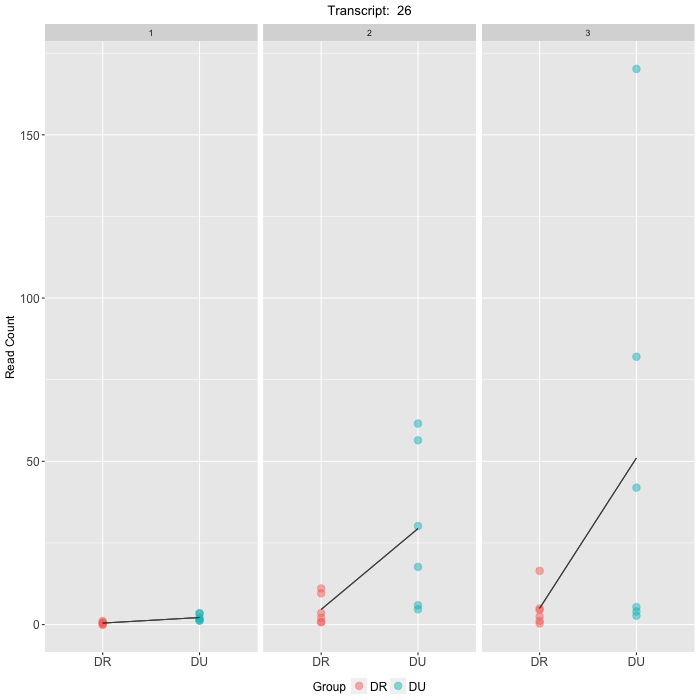 Transcript: 26
1 2 3
150
100
50
0
Read Count
DR DU DR DU DR DU
Group DR DU